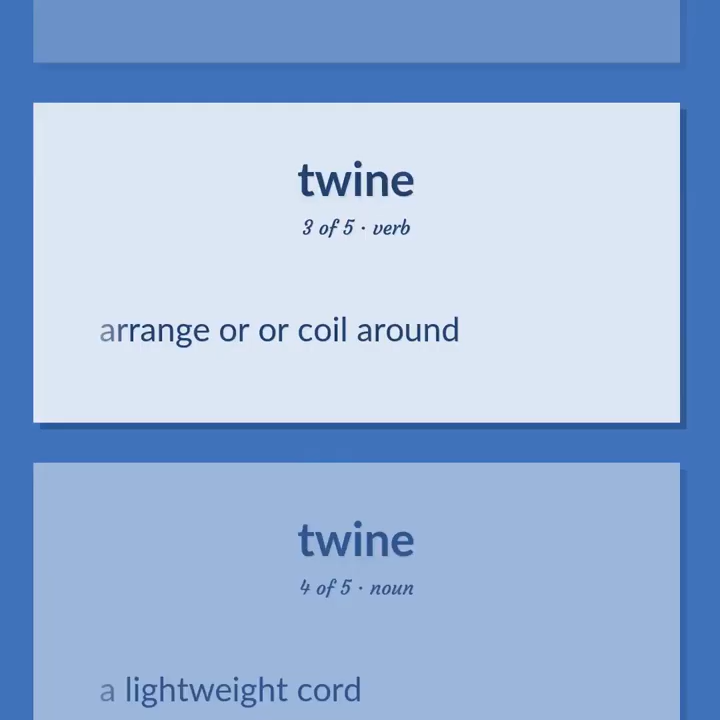 twine
3 of 5 · verb
arrange or or coil around
twine
4 of 5 · noun
a lightweight cord